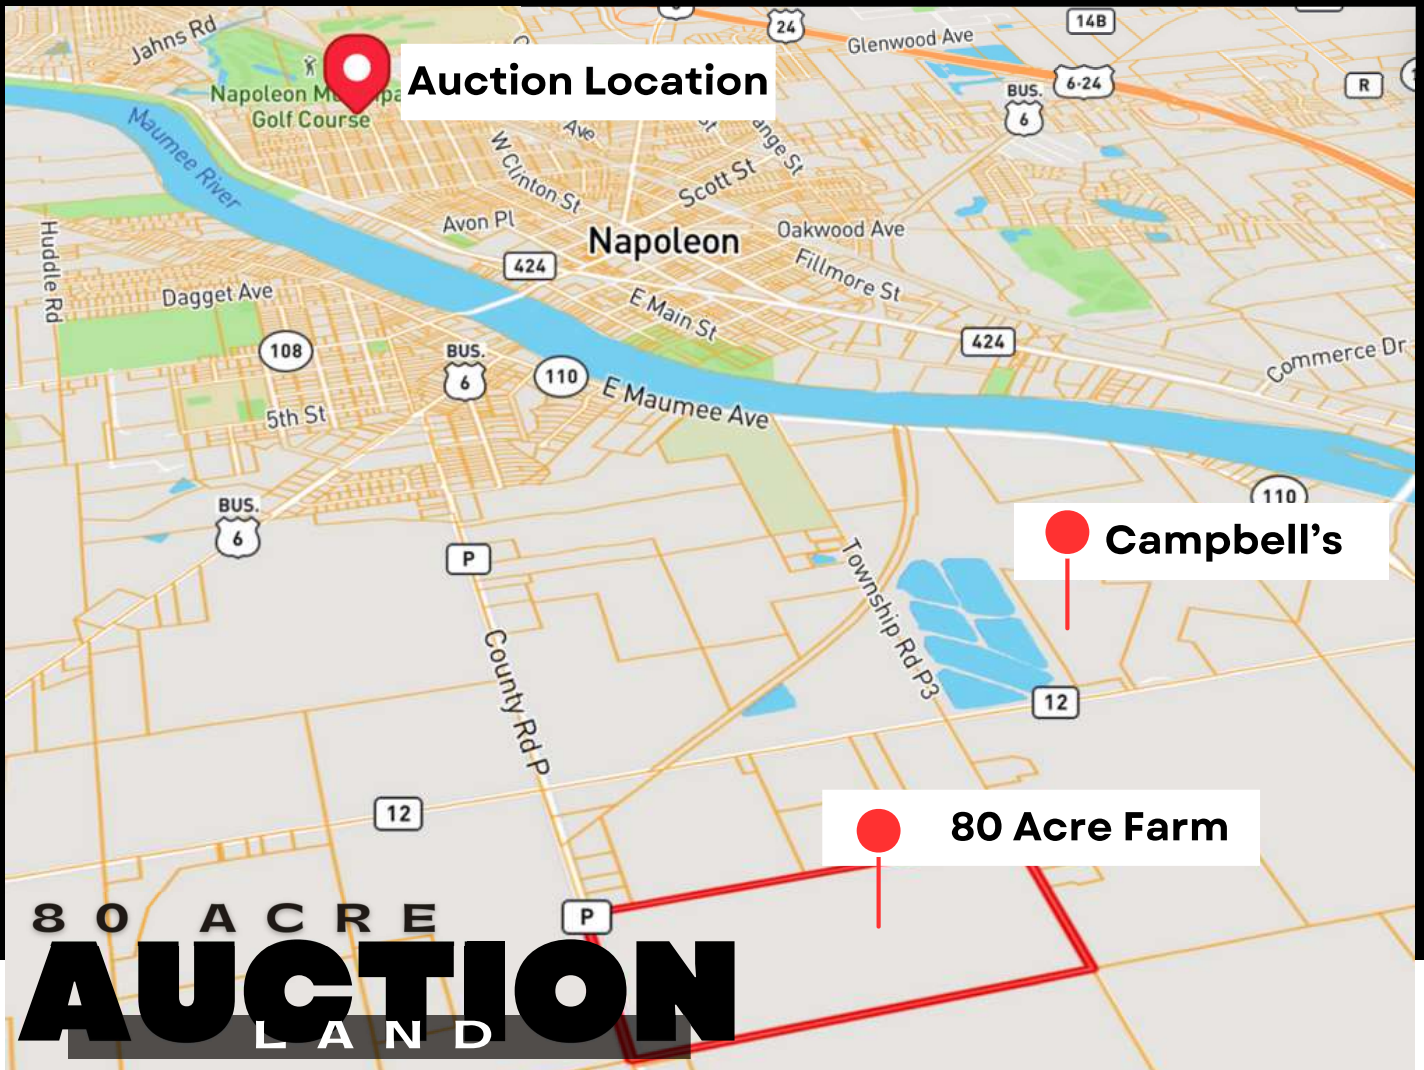 Jahns Rd
24
14B
Glenwood Ave
6-24
R
BUS.
6
Auction Location
Napoleon
Golf Course
Maumee River
Ave
St
W Clinton St
Scott St
Avon Pl
Napoleon
Oakwood Ave
424
Fillmore St
Huddle Rd
Dagget Ave
E Main St
108
BUS.
6
110
424
Commerce Dr
E Maumee Ave
5th St
BUS.
6
110
P
Campbell's
Township Rd P3
County Rd P
12
12
80 Acre Farm
P
80 ACRE
AUCTION
LAND